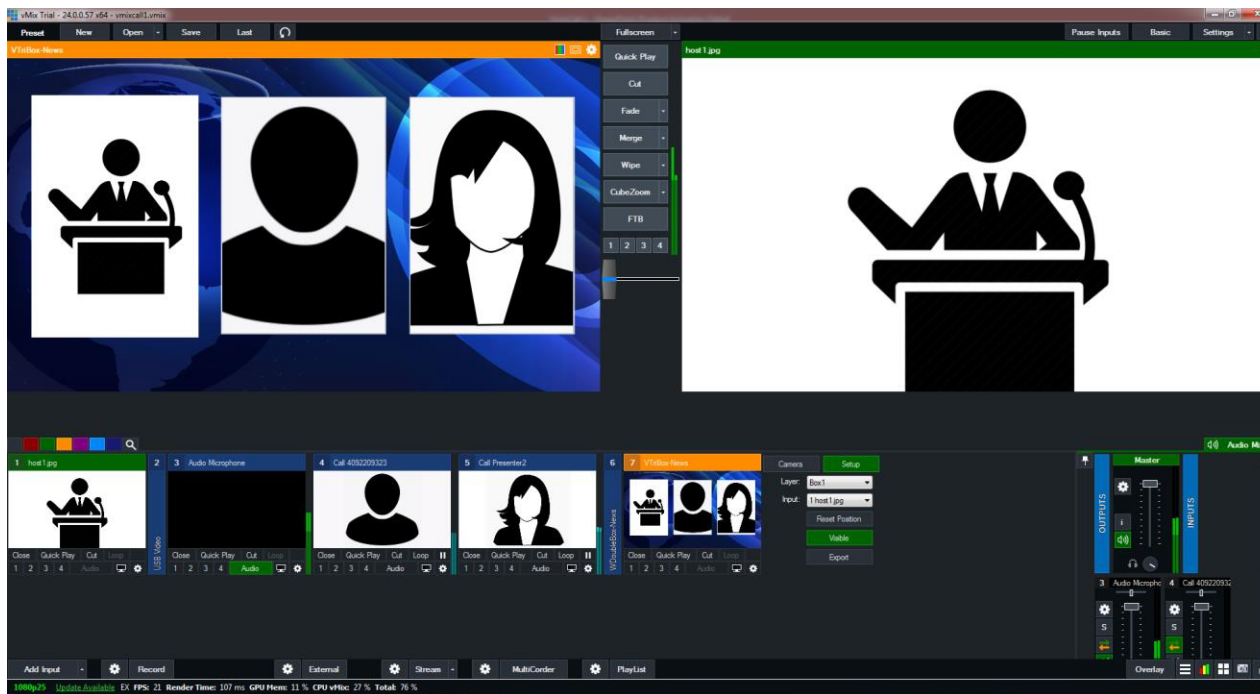 vMix Trial - 24.0.0.57 x64 - vmixcall1.vmix
Preset New Open Save Last Fullscreen Pause Inputs Basic Settings
VTriBox-News
host1.jpg
Quick Play
Cut
Fade
Merge
Wipe
CubeZoom
FTB
1 2 3 4
Audio Mi
1 host1.jpg
2
USB Video
3 Audio Microphone
4 Call 4092209323
5 Call Presenter2
6
WDoubleBox-News
7 VTriBox-News
Close Quick Play Cut Loop
1 2 3 4 Audio
Close Quick Play Cut Loop
1 2 3 4 Audio
Close Quick Play Cut Loop
1 2 3 4 Audio
Close Quick Play Cut Loop
1 2 3 4 Audio
Close Quick Play Cut Loop
1 2 3 4 Audio
Camera Setup
Layer: Box1
Input: 1 host1.jpg
Reset Position
Visible
Export
OUTPUTS
Master
INPUTS
3 Audio Microphc 4 Call 409220932
S S
Add Input Record External Stream MultiCorder PlayList Overlay
1080p25 Update Available EX FPS: 21 Render Time: 107 ms GPU Mem: 11 % CPU vMix: 27 % Total: 76 %